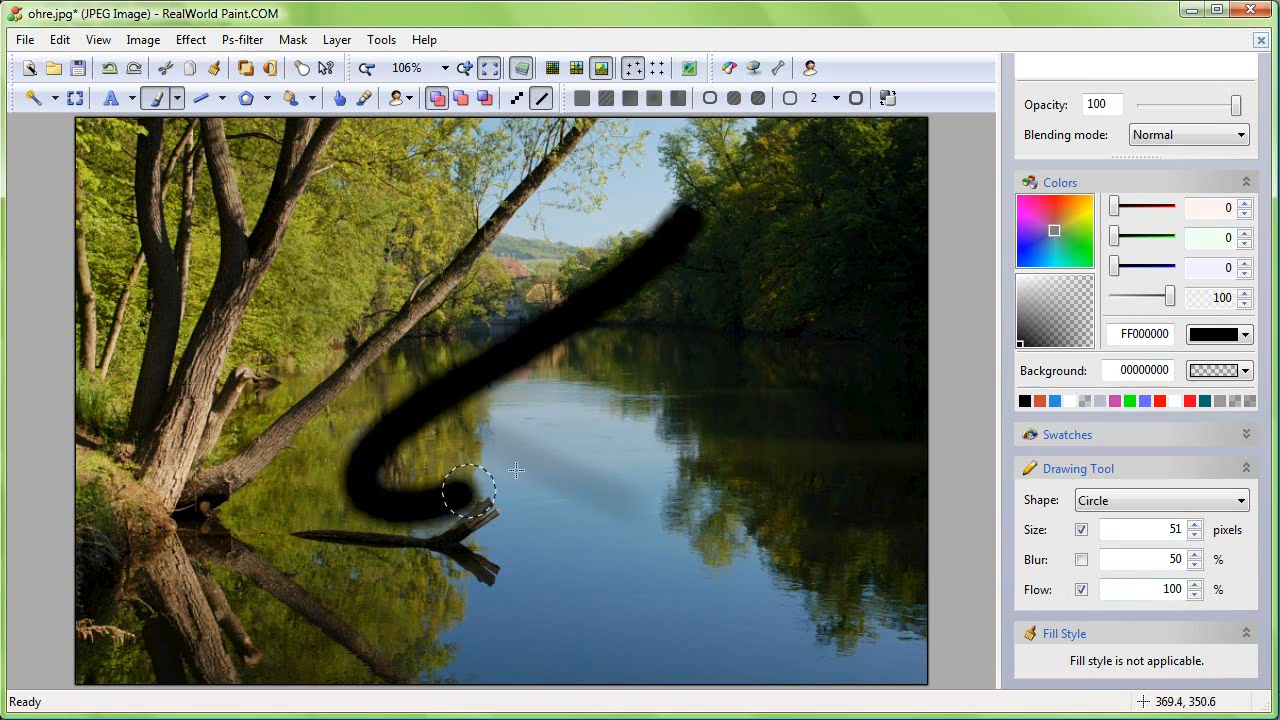 ohre.jpg* (JPEG Image) - RealWorld Paint.COM
File Edit View Image Effect Ps-filter Mask Layer Tools Help
106%
2
Opacity: 100
Blending mode: Normal
Colors
0
0
0
100
FF000000
Background: 00000000
Swatches
Drawing Tool
Shape: Circle
Size: 51 pixels
Blur: 50 %
Flow: 100 %
Fill Style
Fill style is not applicable.
Ready 369.4, 350.6